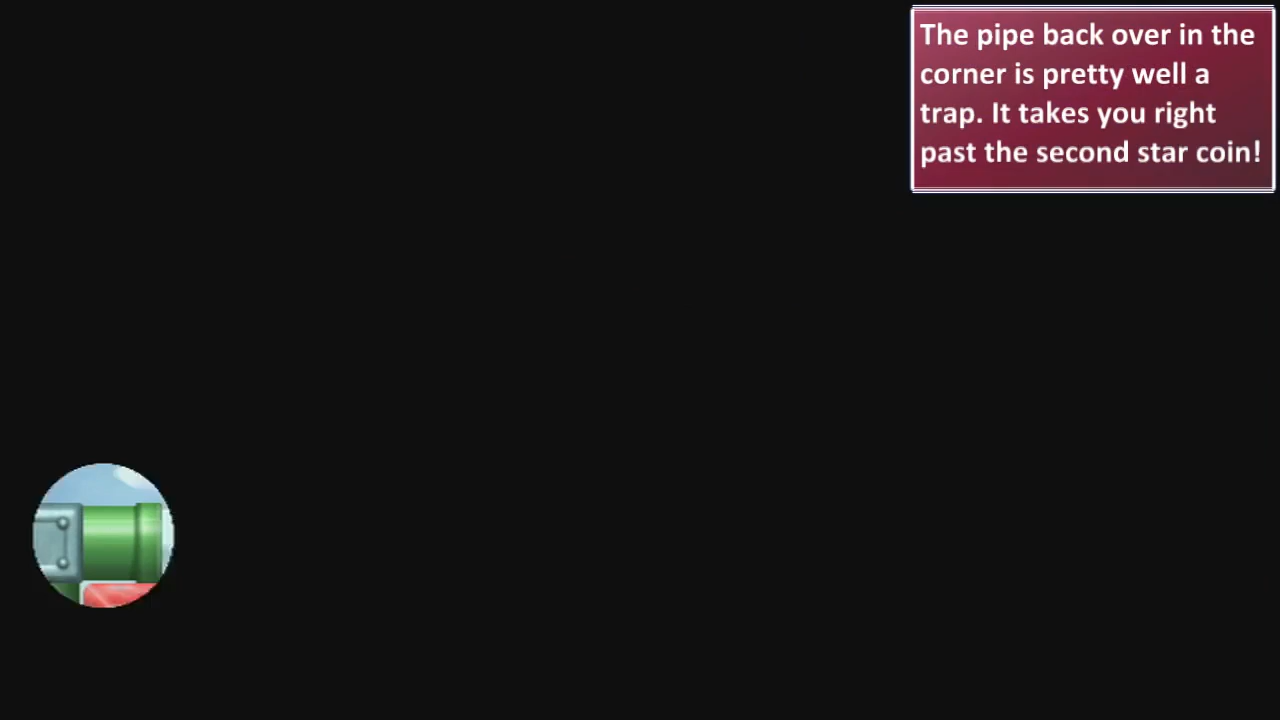 The pipe back over in the
corner is pretty well a
trap. It takes you right
past the second star coin!